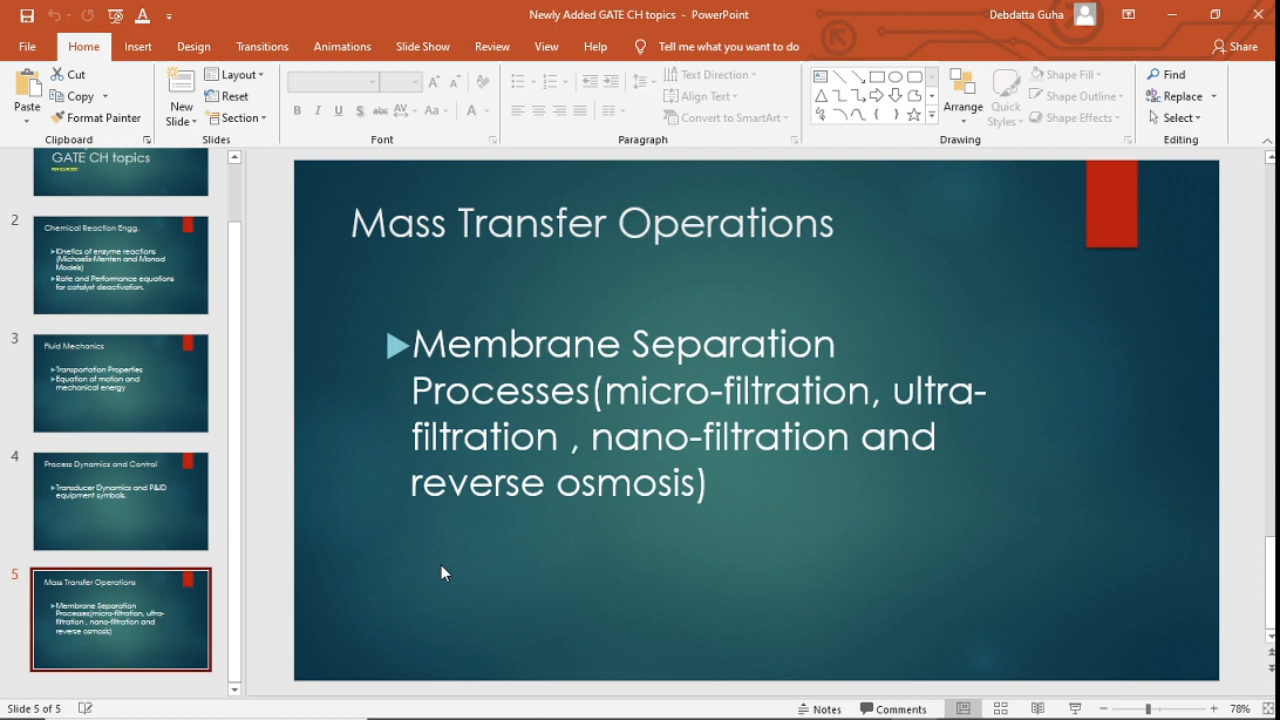 Newly Added GATE CH topics - PowerPoint
Debdatta Guha
File Home Insert Design Transitions Animations Slide Show Review View Help Tell me what you want to do Share
Paste
Cut
Copy
Format Painter
Clipboard
New Slide
Layout
Reset
Section
Slides
B I U S abc AV Aa A
Font
Text Direction
Align Text
Convert to SmartArt
Paragraph
Arrange
Quick Styles
Shape Fill
Shape Outline
Shape Effects
Drawing
Find
Replace
Select
Editing
GATE CH topics
2
Chemical Reaction Engg.
Kinetics of enzyme reactions
(Michaelis-Menten and Monod
Models)
Rate and Performance equations
for catalyst deactivation.
3
Fluid Mechanics
Transportation Properties
Equation of motion and
mechanical energy
4
Process Dynamics and Control
Transducer Dynamics and P&ID
equipment symbols.
5
Mass Transfer Operations
Membrane Separation
Processes(micro-filtration, ultra-
filtration , nano-filtration and
reverse osmosis)
Mass Transfer Operations
Membrane Separation
Processes(micro-filtration, ultra-
filtration , nano-filtration and
reverse osmosis)
Slide 5 of 5
Notes Comments 78%